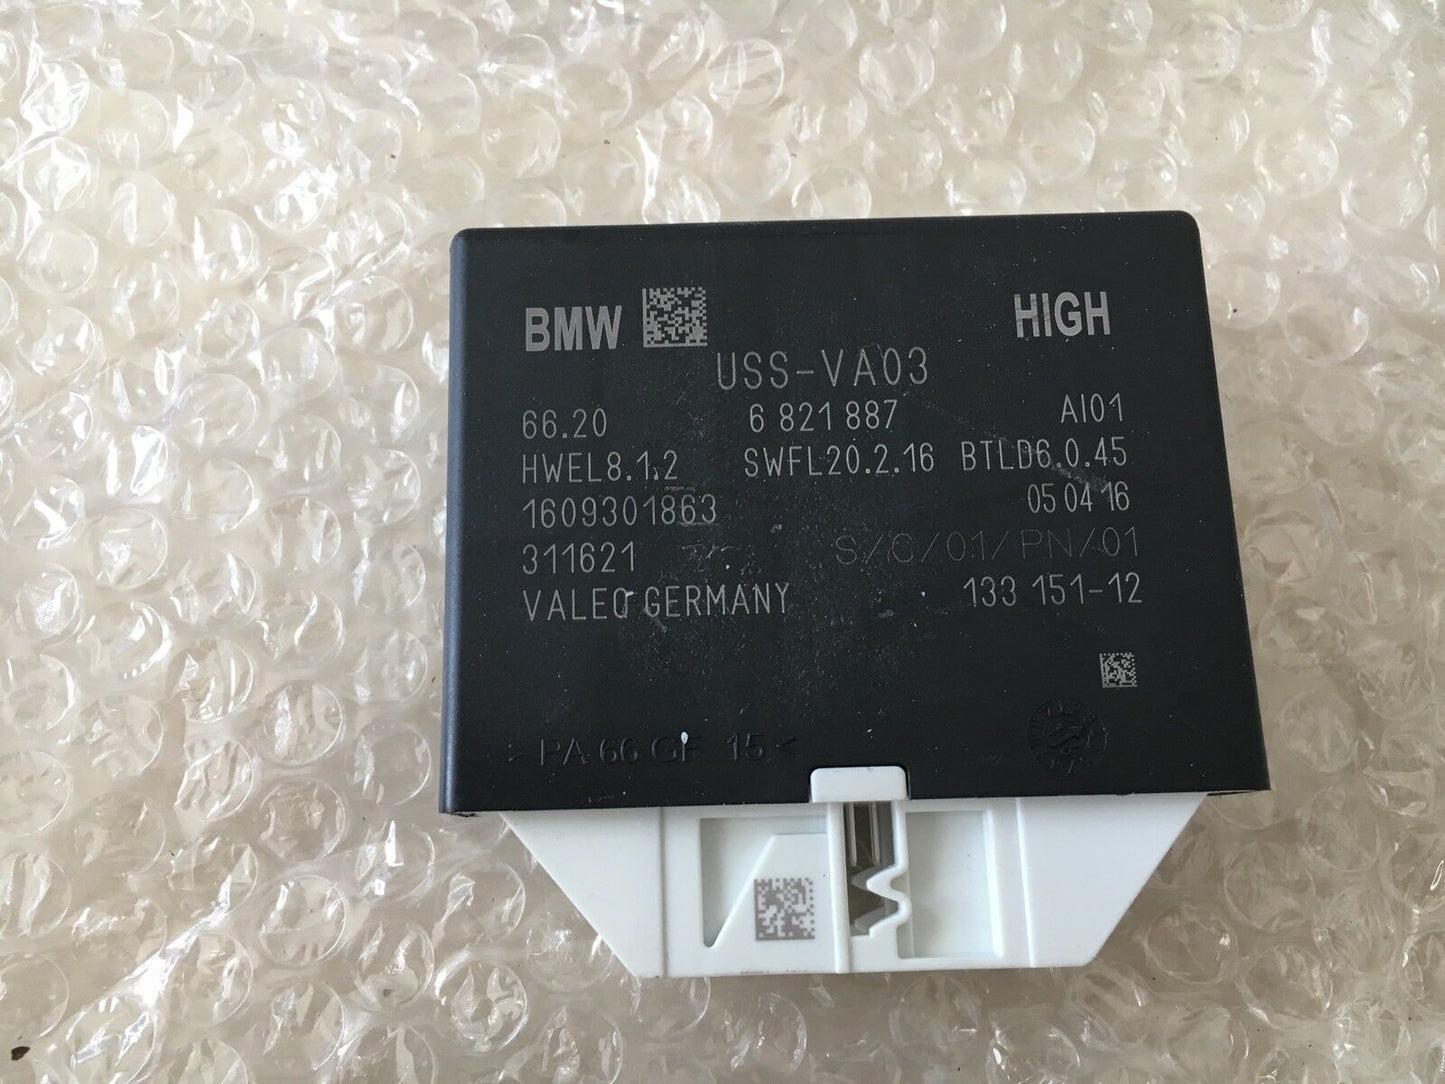 BMW HIGH
USS-VA03
66.20 6 821 887 AI01
HWEL8.1.2 SWFL20.2.16 BTLD6.0.45
1609301863 05 04 16
311621 S/C/01/PN/01
VALEO GERMANY 133 151-12
> PA 66 GF 15 <